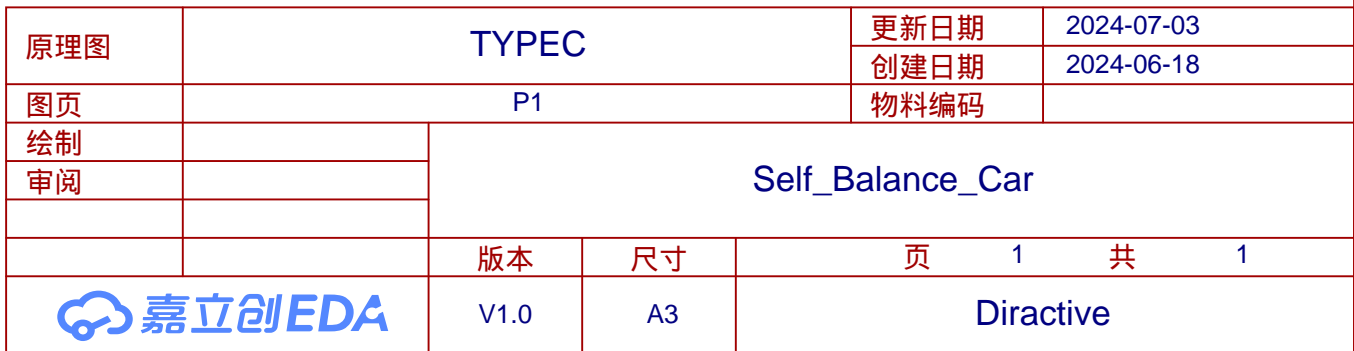 原理图 TYPEC 更新日期 2024-07-03
创建日期 2024-06-18
图页 P1 物料编码
绘制
审阅 Self_Balance_Car
版本 尺寸 页 1 共 1
嘉立创EDA V1.0 A3 Diractive